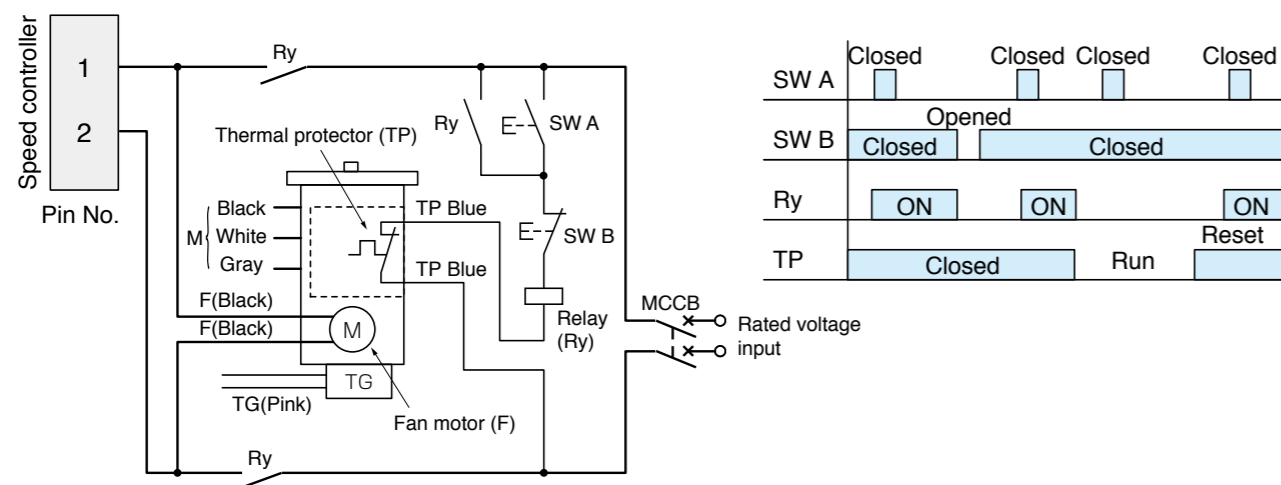 Speed controller
1
2
Pin No.
Ry
Ry
SW A
Thermal protector (TP)
Black
M White
Gray
TP Blue
SW B
TP Blue
Relay
(Ry)
F(Black)
F(Black)
M
TG
TG(Pink)
Fan motor (F)
Ry
MCCB
Rated voltage
input
Closed Closed Closed Closed
SW A
Opened
SW B Closed Closed
Ry ON ON ON
Reset
TP Closed Run